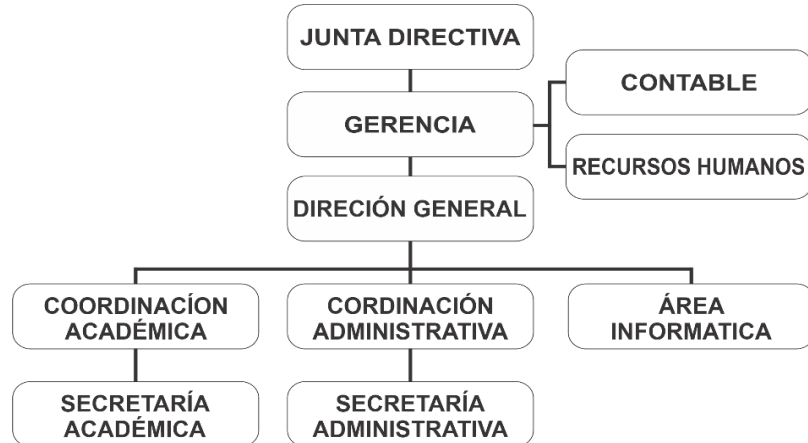 JUNTA DIRECTIVA
GERENCIA
CONTABLE
RECURSOS HUMANOS
DIRECIÓN GENERAL
COORDINACÍON
ACADÉMICA
CORDINACIÓN
ADMINISTRATIVA
ÁREA
INFORMATICA
SECRETARÍA
ACADÉMICA
SECRETARÍA
ADMINISTRATIVA